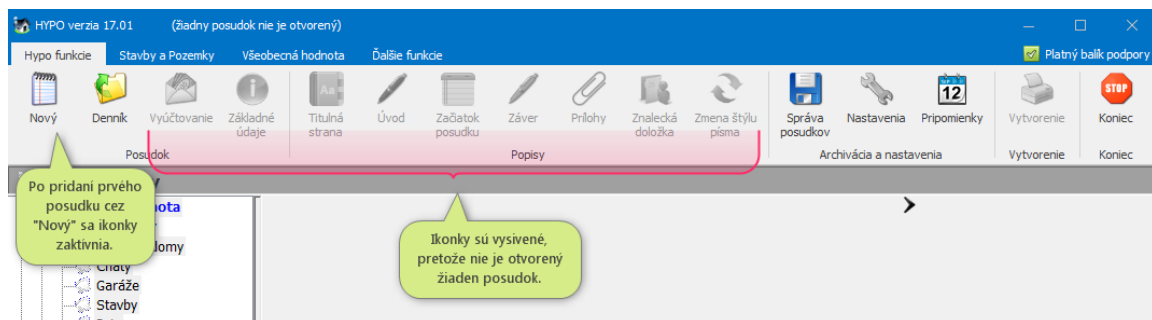 HYPO verzia 17.01 (žiadny posudok nie je otvorený)
Hypo funkcie Stavby a Pozemky Všeobecná hodnota Ďalšie funkcie Platný balík podpory
Nový Denník Vyúčtovanie Základné údaje Titulná strana Úvod Začiatok posudku Záver Prílohy Znalecká doložka Zmena štýlu písma Správa posudkov Nastavenia 12 Pripomienky Vytvorenie STOP Koniec
Aa
Posudok Popisy Archivácia a nastavenia Vytvorenie Koniec
Po pridaní prvého
posudku cez
"Nový" sa ikonky
zaktívnia.
Ikonky sú vysivené,
pretože nie je otvorený
žiaden posudok.
Chaty
Garáže
Stavby